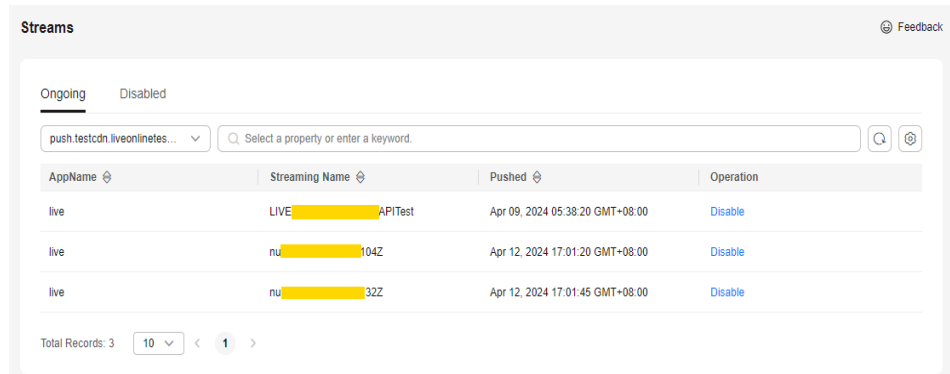 Streams
Feedback
Ongoing Disabled
push.testcdn.liveonlinetes... Select a property or enter a keyword.
AppName Streaming Name Pushed Operation
live LIVE APITest Apr 09, 2024 05:38:20 GMT+08:00 Disable
live nu 104Z Apr 12, 2024 17:01:20 GMT+08:00 Disable
live nu 32Z Apr 12, 2024 17:01:45 GMT+08:00 Disable
Total Records: 3 10 < 1 >